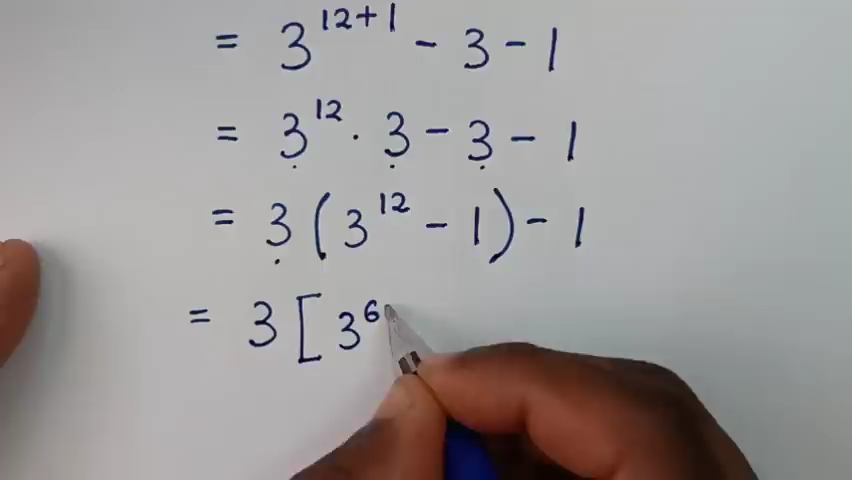 = 3^{12+1} - 3 - 1
= 3^{12} · 3 - 3 - 1
= 3(3^{12} - 1) - 1
= 3[3^6